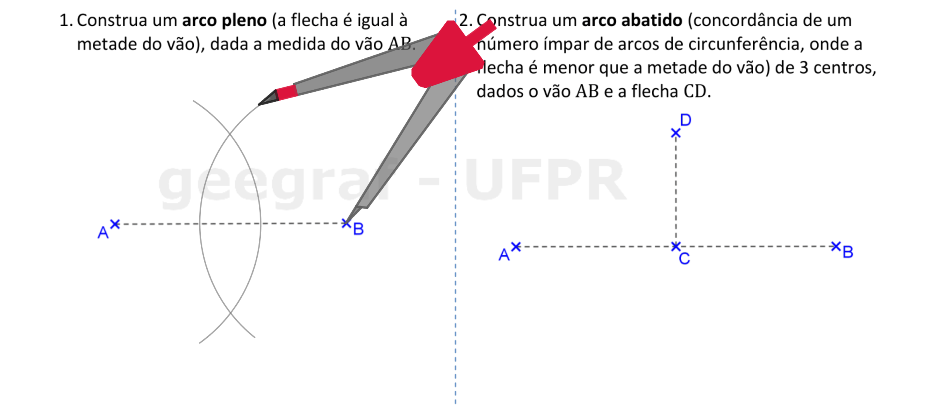 1. Construa um arco pleno (a flecha é igual à
metade do vão), dada a medida do vão AB.
2. Construa um arco abatido (concordância de um
número ímpar de arcos de circunferência, onde a
flecha é menor que a metade do vão) de 3 centros,
dados o vão AB e a flecha CD.
geegraf - UFPR
A
B
D
A
C
B